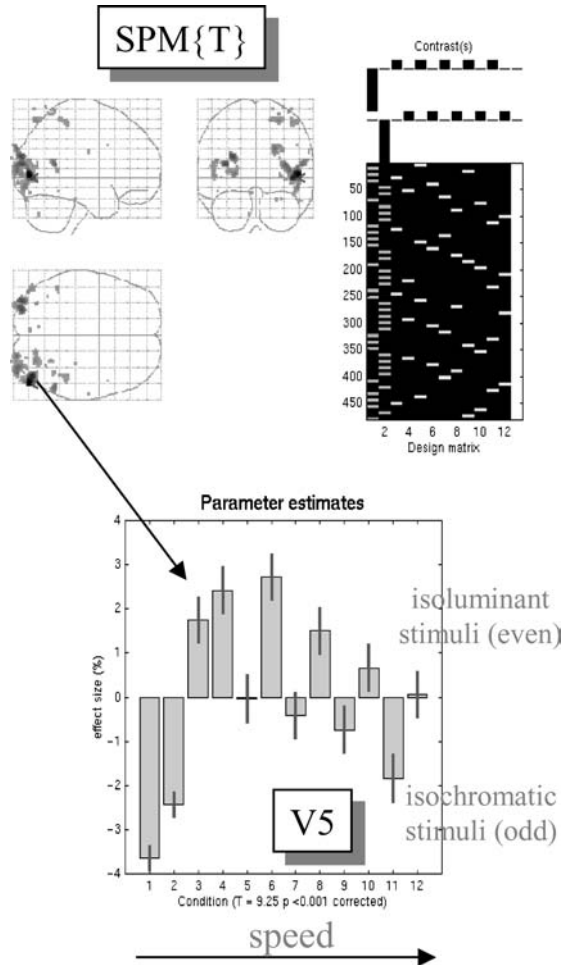 SPM{T}
Contrast(s)
50
100
150
200
250
300
350
400
450
2 4 6 8 10 12
Design matrix
Parameter estimates
4
3
2
1
0
-1
-2
-3
-4
effect size (%)
isoluminant
stimuli (even)
isochromatic
stimuli (odd)
V5
1 2 3 4 5 6 7 8 9 10 11 12
Condition (T = 9.25 p <0.001 corrected)
speed